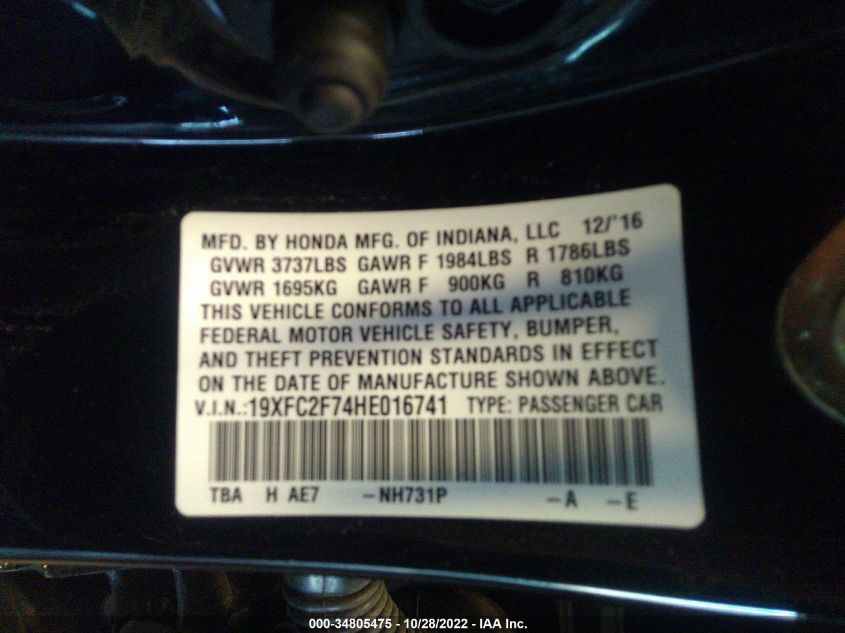 MFD. BY HONDA MFG. OF INDIANA, LLC 12/'16
GVWR 3737LBS GAWR F 1984LBS R 1786LBS
GVWR 1695KG GAWR F 900KG R 810KG
THIS VEHICLE CONFORMS TO ALL APPLICABLE
FEDERAL MOTOR VEHICLE SAFETY, BUMPER,
AND THEFT PREVENTION STANDARDS IN EFFECT
ON THE DATE OF MANUFACTURE SHOWN ABOVE.
V.I.N.:19XFC2F74HE016741 TYPE: PASSENGER CAR
TBA H AE7 -NH731P -A -E
000-34805475 - 10/28/2022 - IAA Inc.